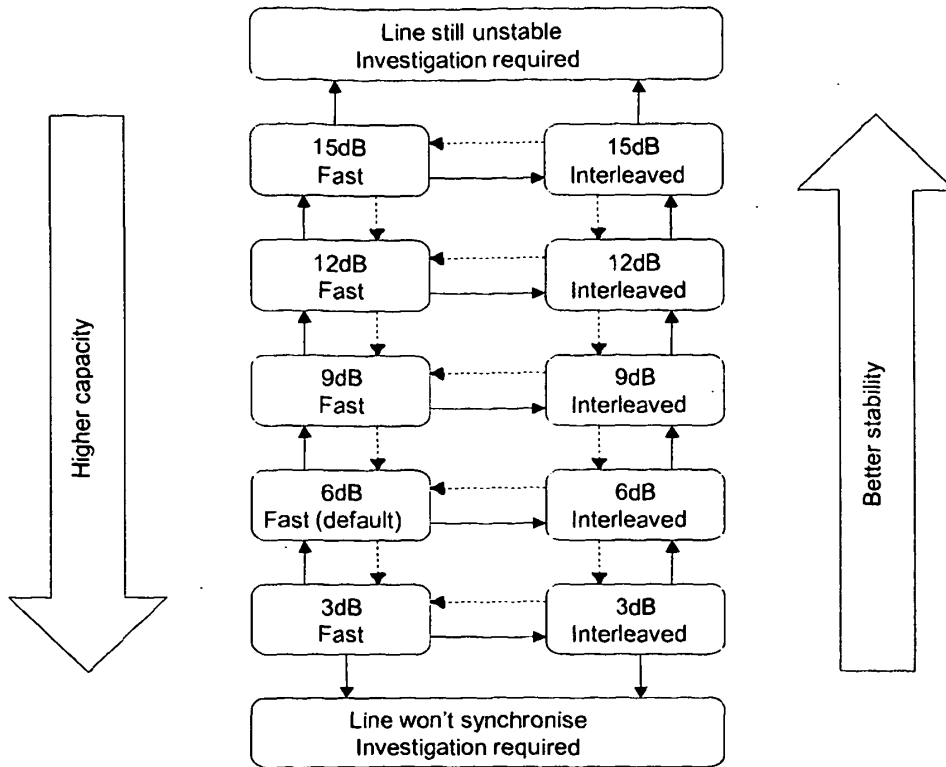 Line still unstable
Investigation required
15dB
Fast
15dB
Interleaved
12dB
Fast
12dB
Interleaved
9dB
Fast
9dB
Interleaved
6dB
Fast (default)
6dB
Interleaved
3dB
Fast
3dB
Interleaved
Line won't synchronise
Investigation required
Higher capacity
Better stability